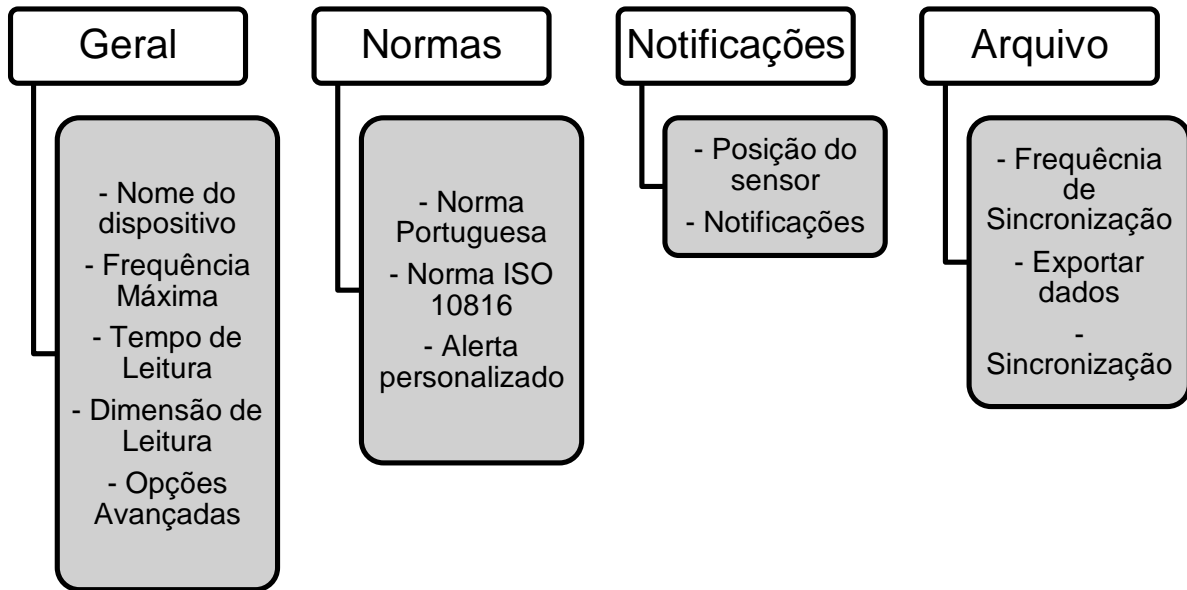 Geral
- Nome do
dispositivo
- Frequência
Máxima
- Tempo de
Leitura
- Dimensão de
Leitura
- Opções
Avançadas
Normas
- Norma
Portuguesa
- Norma ISO
10816
- Alerta
personalizado
Notificações
- Posição do
sensor
- Notificações
Arquivo
- Frequêcnia
de
Sincronização
- Exportar
dados
-
Sincronização